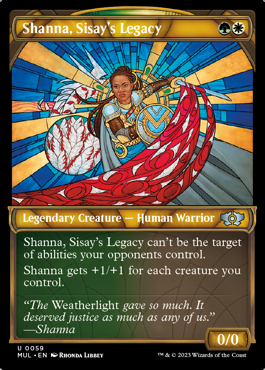 Shanna, Sisay's Legacy
Legendary Creature — Human Warrior
Shanna, Sisay's Legacy can't be the target
of abilities your opponents control.
Shanna gets +1/+1 for each creature you
control.
"The Weatherlight gave so much. It
deserved justice as much as any of us."
—Shanna
0/0
U 0059
MUL • EN Rhonda Libbey
™ & © 2023 Wizards of the Coast